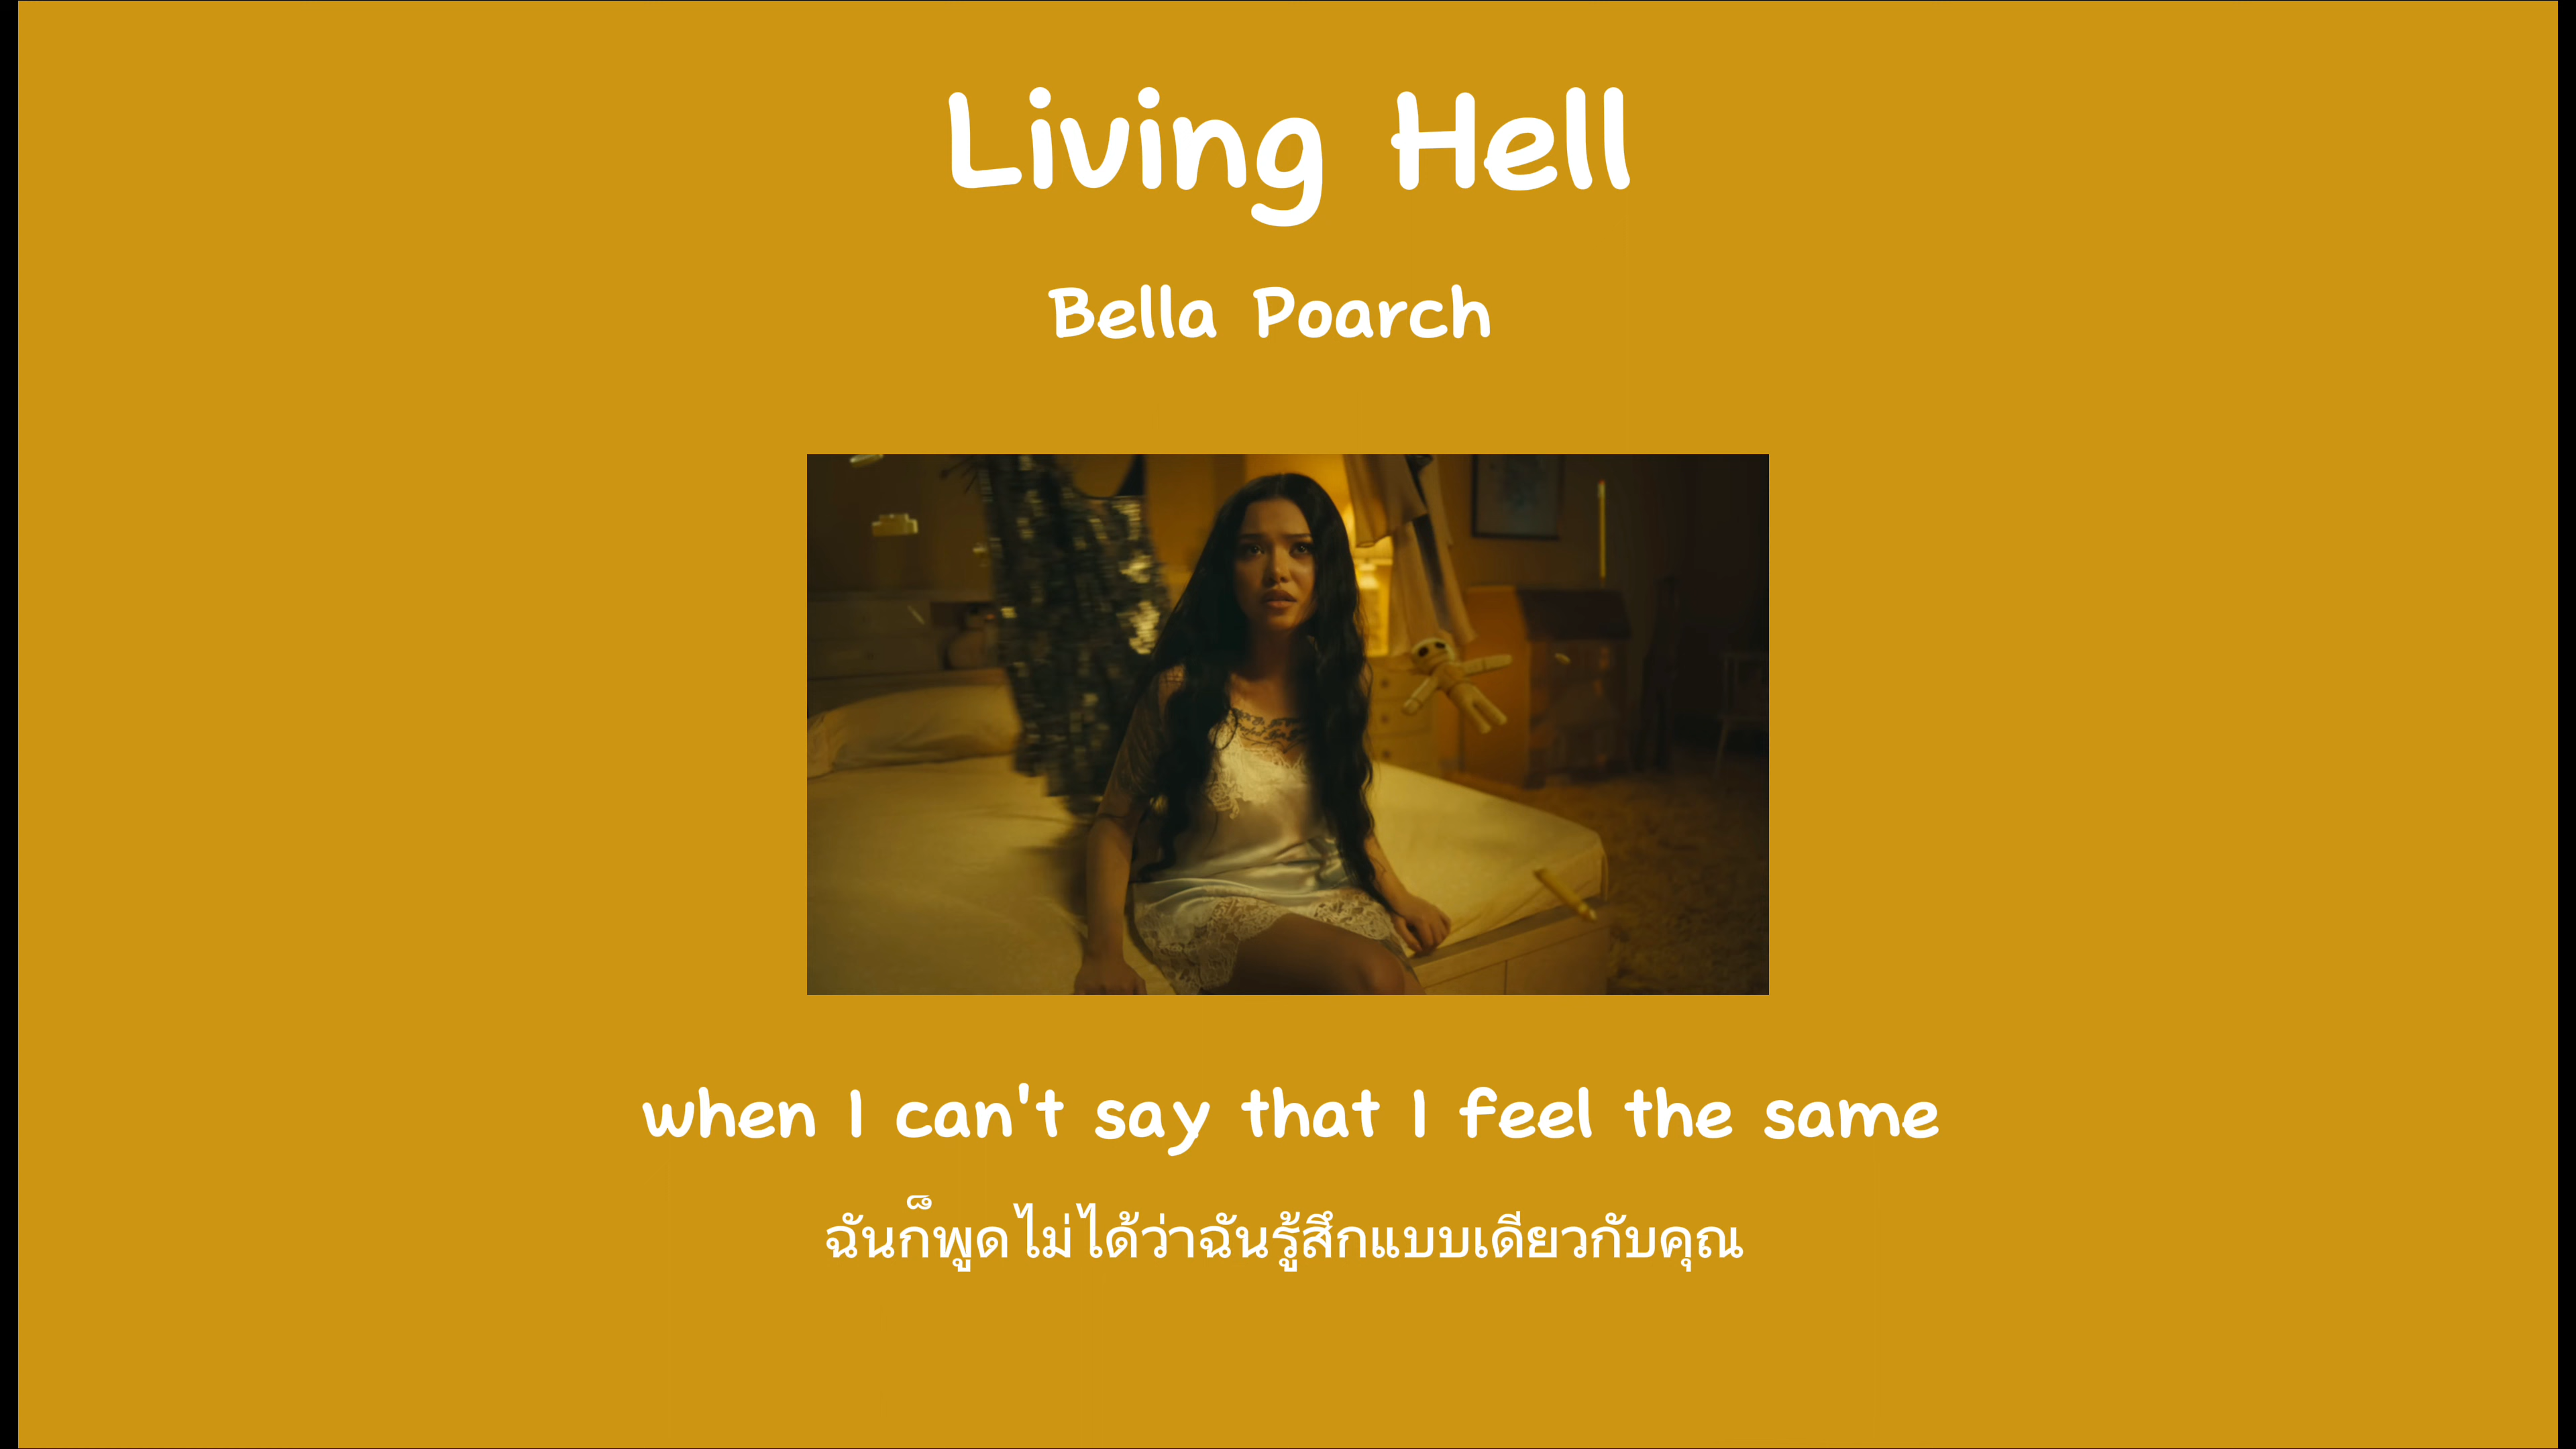 Living Hell
Bella Poarch
when I can't say that I feel the same
ฉันก็พูดไม่ได้ว่าฉันรู้สึกแบบเดียวกับคุณ